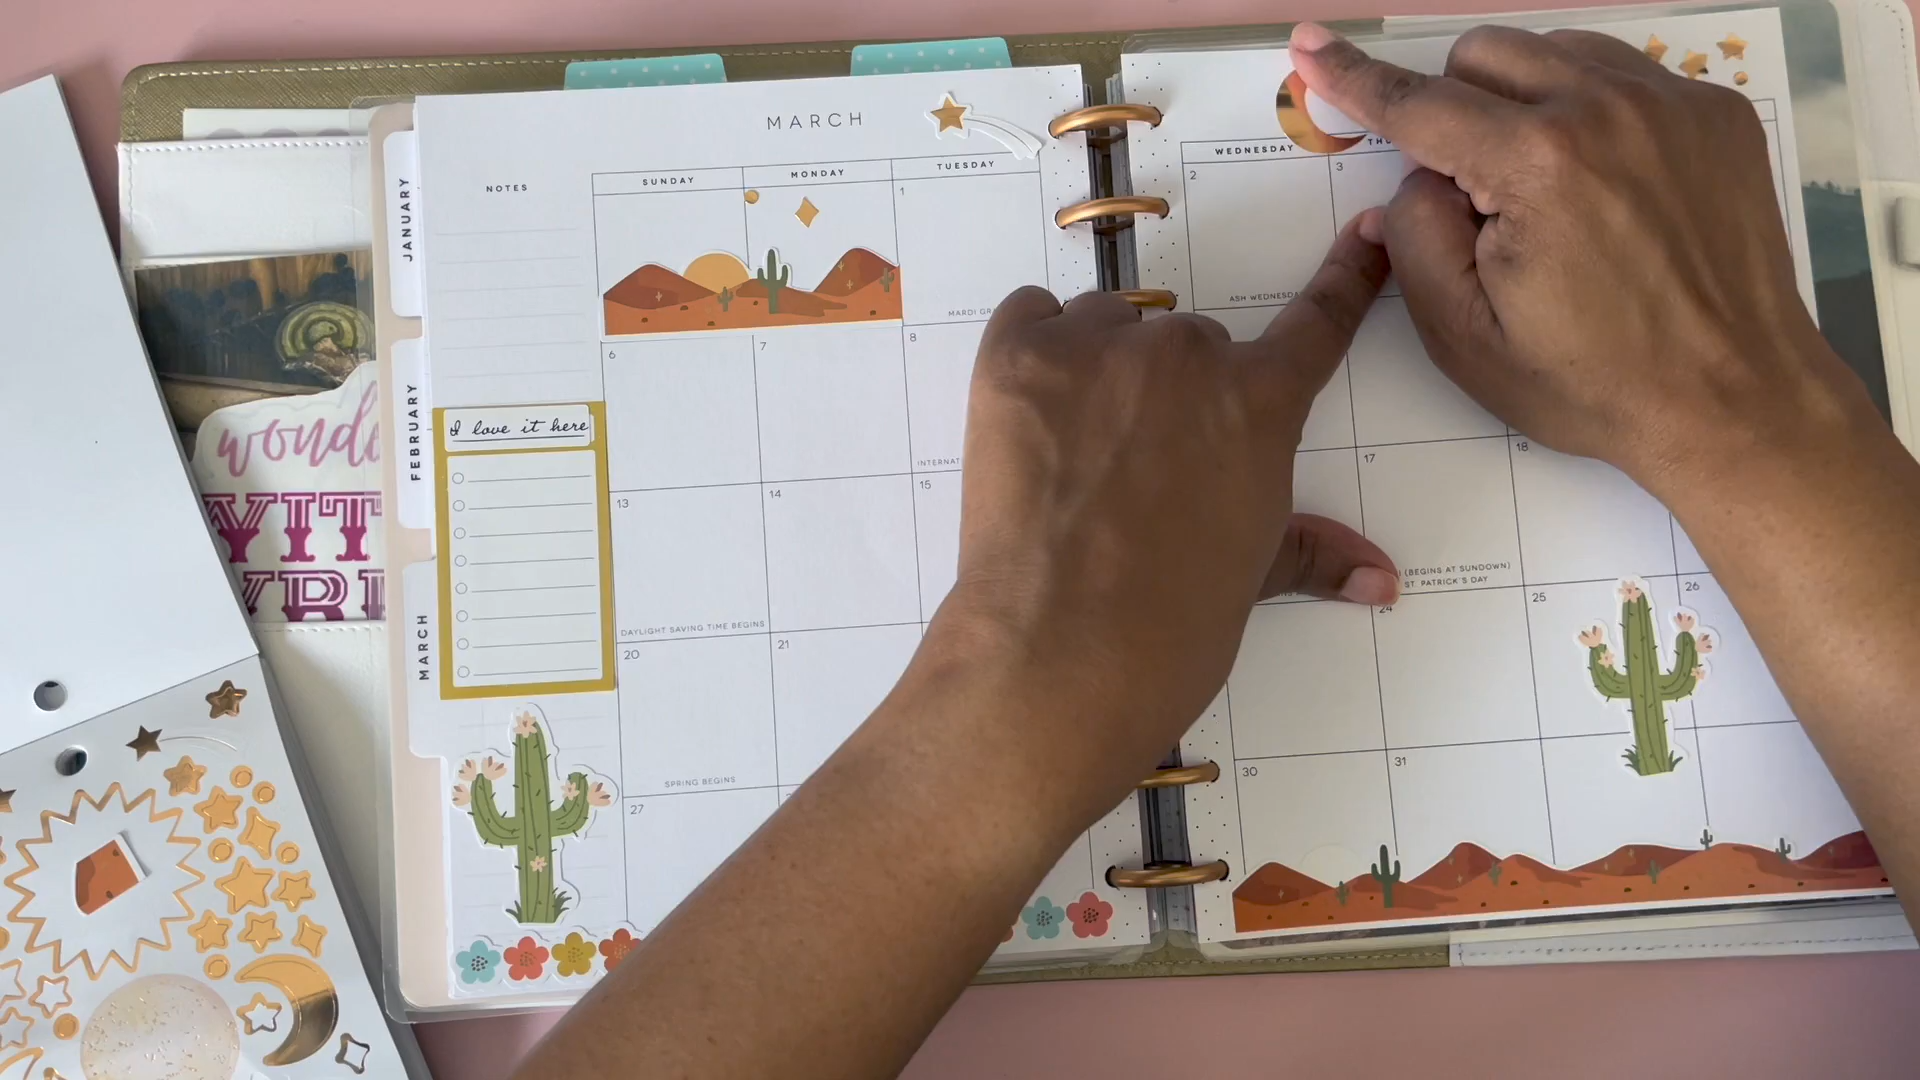 MARCH
NOTES
SUNDAY
MONDAY
TUESDAY
1
MARDI
6
7
8
I love it here
13
14
15
DAYLIGHT SAVING TIME BEGINS
20
21
SPRING BEGINS
27
WEDNESDAY
2
3
ASH
17
18
(BEGINS AT SUNDOWN)
ST. PATRICK'S DAY
24
25
26
30
31
JANUARY
FEBRUARY
MARCH